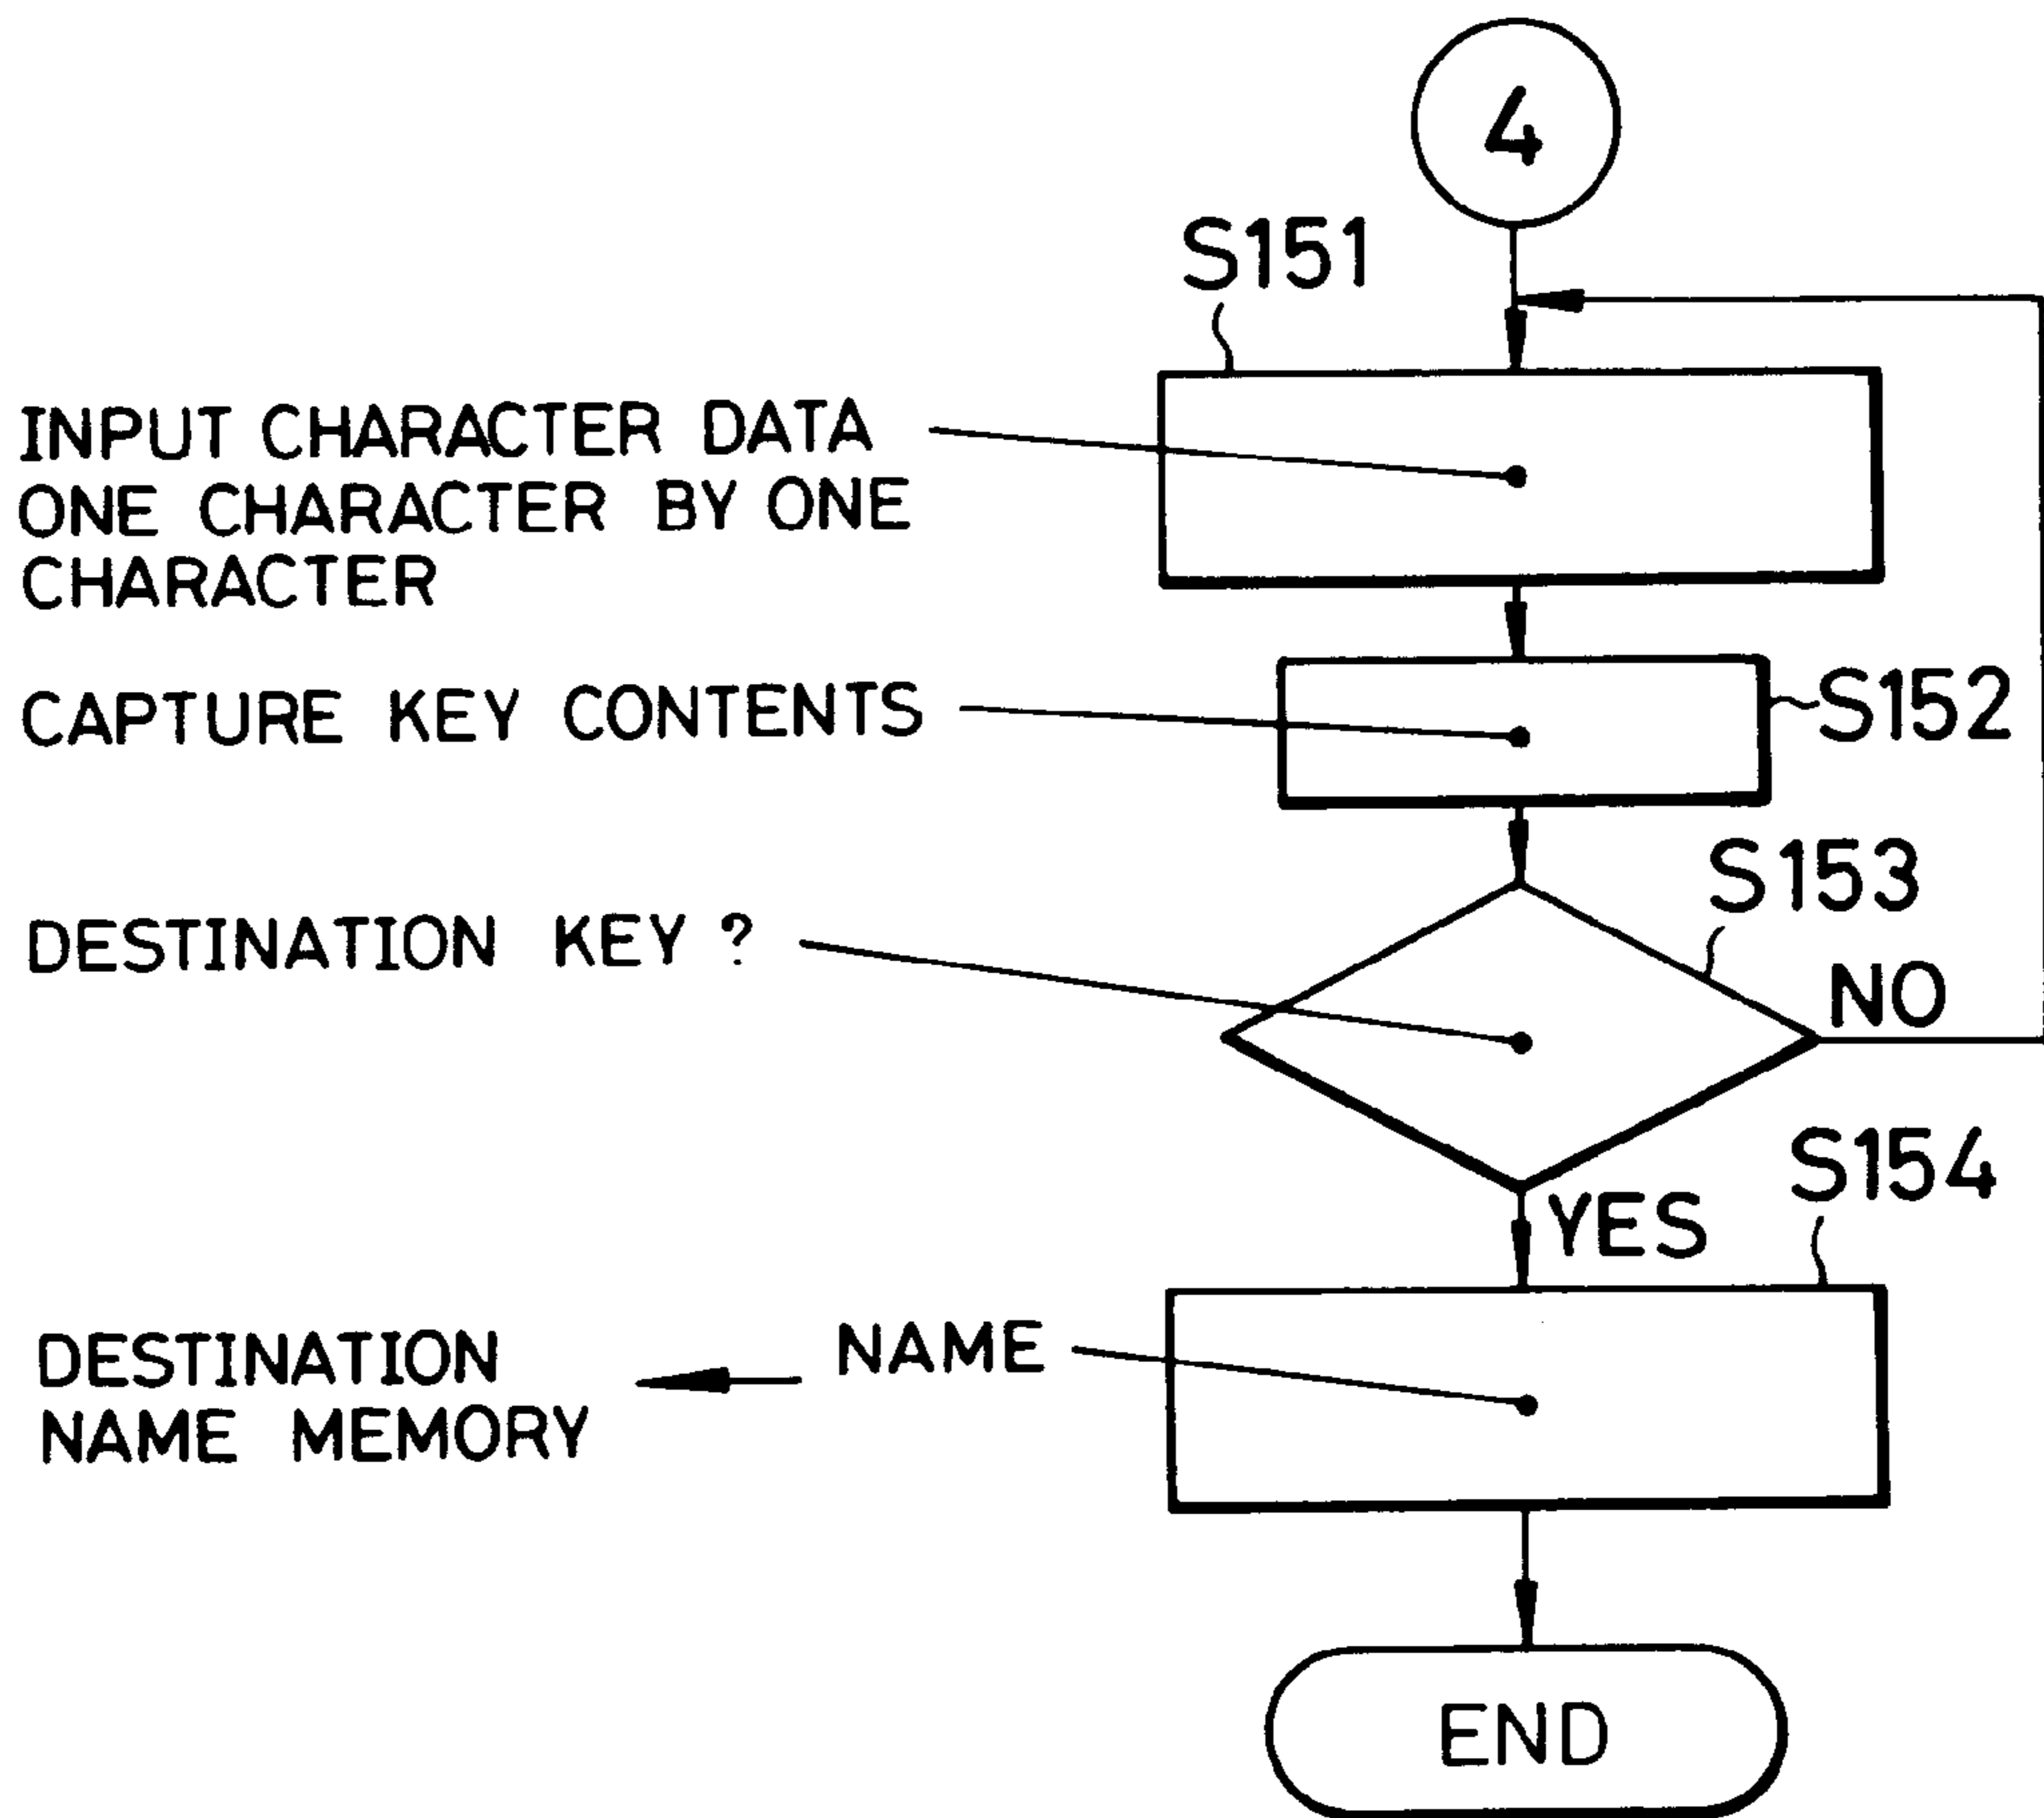 4
S151
INPUT CHARACTER DATA
ONE CHARACTER BY ONE
CHARACTER
CAPTURE KEY CONTENTS
S152
S153
DESTINATION KEY ?
NO
S154
YES
DESTINATION
NAME MEMORY
NAME
END